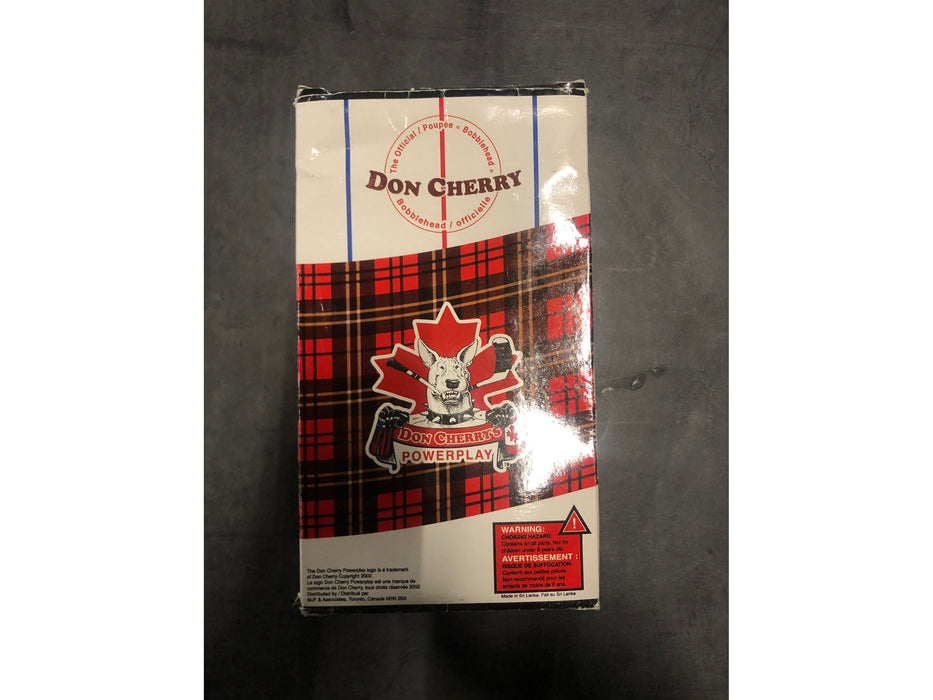 The Official / Poupée « Bobblehead »
DON CHERRY
Bobblehead / officielle
DON CHERRY'S
POWERPLAY
WARNING:
CHOKING HAZARD:
Contains small parts. Not for
children under 6 years old.
AVERTISSEMENT :
RISQUE DE SUFFOCATION:
Contient des petites pièces.
Non recommandé pour les
enfants de moins de 6 ans.
Made in Sri Lanka. Fait au Sri Lanka
The Don Cherry Powerplay logo is a trademark
of Don Cherry Copyright 2002.
Le logo Don Cherry Powerplay est une marque de
commerce de Don Cherry, tous droits réservés 2002
Distributed by / Distribué par
MJF & Associates, Toronto, Canada M5N 2S8